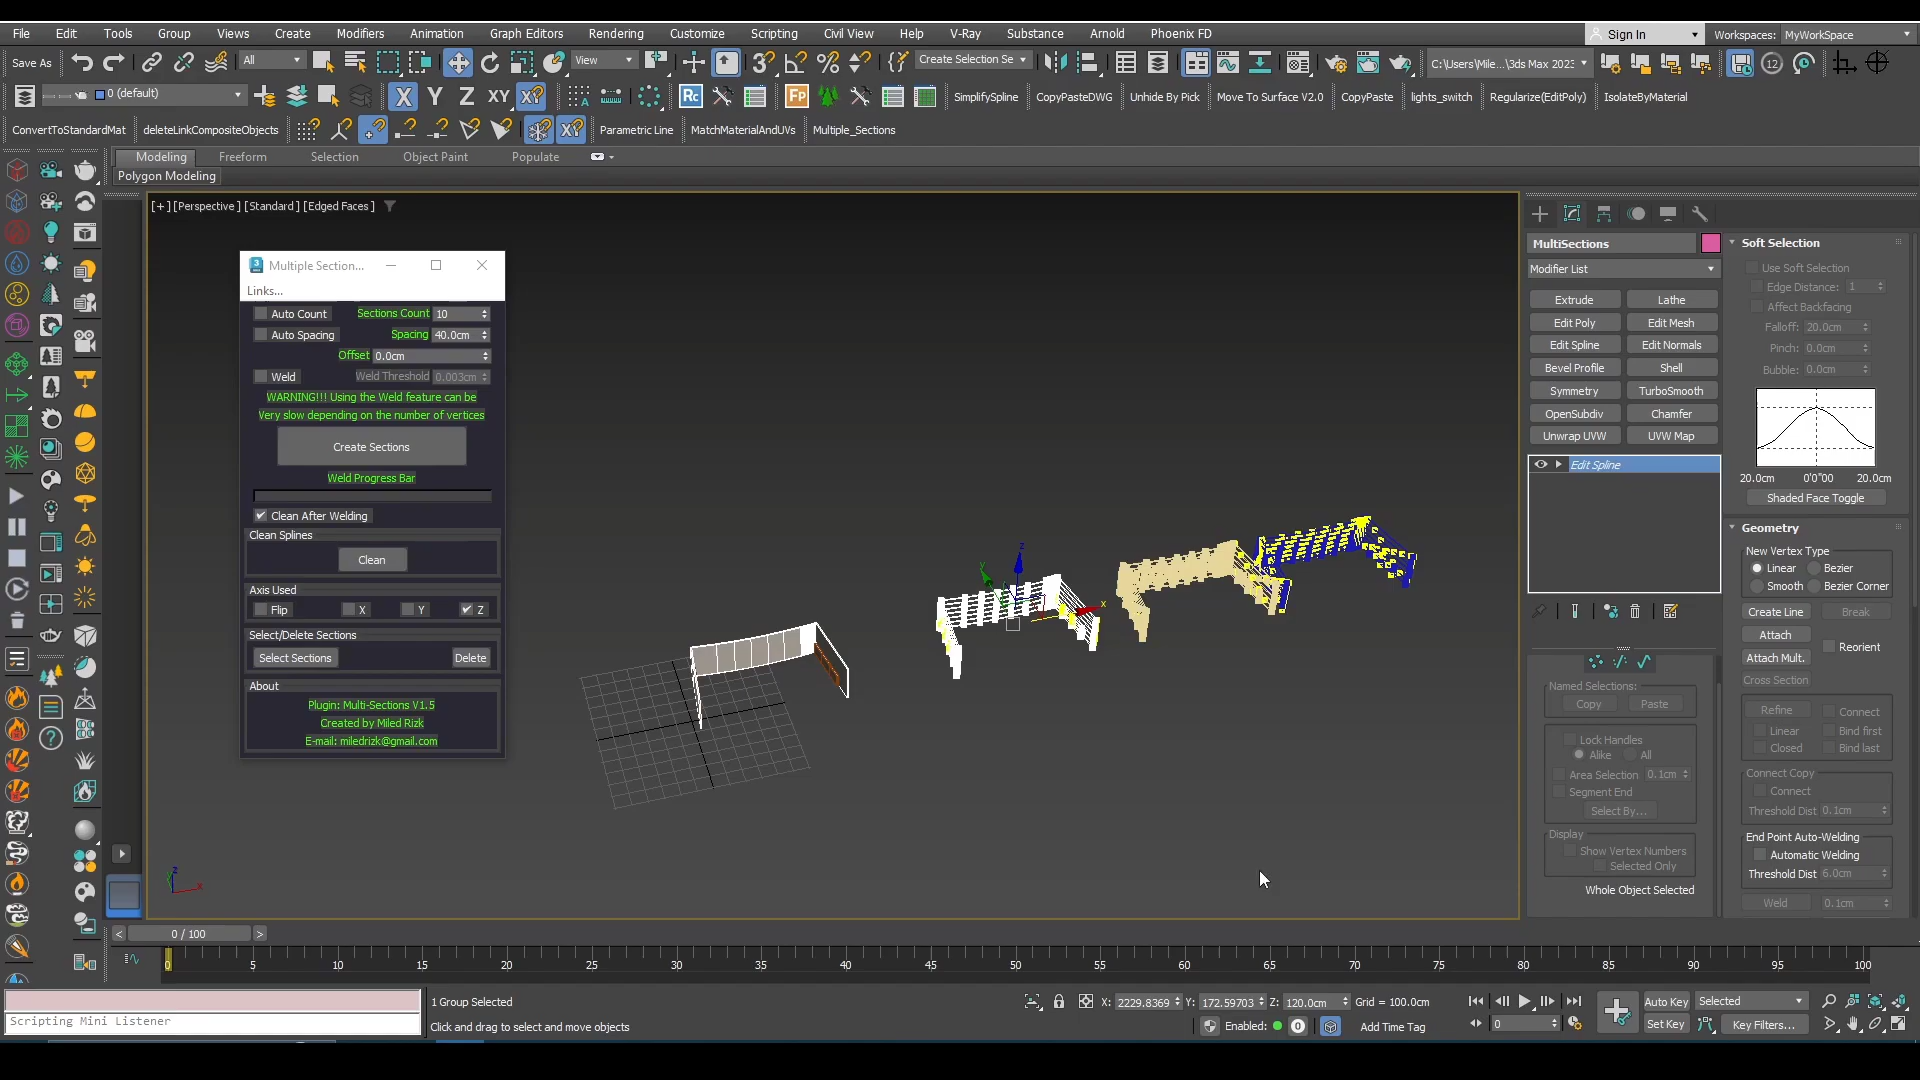 File Edit Tools Group Views Create Modifiers Animation Graph Editors Rendering Customize Scripting Civil View Help V-Ray Substance Arnold Phoenix FD Sign In Workspaces: MyWorkSpace
Save As All View Create Selection Se C:\Users\Mile...\3ds Max 2023 12
0 (default) X Y Z XY XY Rc Fp SimplifySpline CopyPasteDWG Unhide By Pick Move To Surface V2.0 CopyPaste lights_switch Regularize(EditPoly) IsolateByMaterial
ConvertToStandardMat deleteLinkCompositeObjects XY Parametric Line MatchMaterialAndUVs Multiple_Sections
Modeling Freeform Selection Object Paint Populate
Polygon Modeling
[+] [Perspective] [Standard] [Edged Faces]
Multiple Section...
Links...
Auto Count Sections Count 10
Auto Spacing Spacing 40.0cm
Offset 0.0cm
Weld Weld Threshold 0.003cm
WARNING!!! Using the Weld feature can be
Very slow depending on the number of vertices
Create Sections
Weld Progress Bar
Clean After Welding
Clean Splines
Clean
Axis Used
Flip X Y Z
Select/Delete Sections
Select Sections Delete
About
Plugin: Multi-Sections V1.5
Created by Miled Rizk
E-mail: miledrizk@gmail.com
z
y
x
MultiSections
Modifier List
Extrude Lathe
Edit Poly Edit Mesh
Edit Spline Edit Normals
Bevel Profile Shell
Symmetry TurboSmooth
OpenSubdiv Chamfer
Unwrap UVW UVW Map
Edit Spline
Named Selections:
Copy Paste
Lock Handles
Alike All
Area Selection 0.1cm
Segment End
Select By...
Display
Show Vertex Numbers
Selected Only
Whole Object Selected
Soft Selection
Use Soft Selection
Edge Distance: 1
Affect Backfacing
Falloff: 20.0cm
Pinch: 0.0cm
Bubble: 0.0cm
20.0cm 0'0"00 20.0cm
Shaded Face Toggle
Geometry
New Vertex Type
Linear Bezier
Smooth Bezier Corner
Create Line Break
Attach
Attach Mult. Reorient
Cross Section
Refine Connect
Linear Bind first
Closed Bind last
Connect Copy
Connect
Threshold Dist 0.1cm
End Point Auto-Welding
Automatic Welding
Threshold Dist 6.0cm
Weld 0.1cm
< 0 / 100 >
0 5 10 15 20 25 30 35 40 45 50 55 60 65 70 75 80 85 90 95 100
Scripting Mini Listener
1 Group Selected
Click and drag to select and move objects
X: 2229.8369 Y: 172.59703 Z: 120.0cm Grid = 100.0cm
Enabled: 0 Add Time Tag
0
Auto Key Selected
Set Key Key Filters...